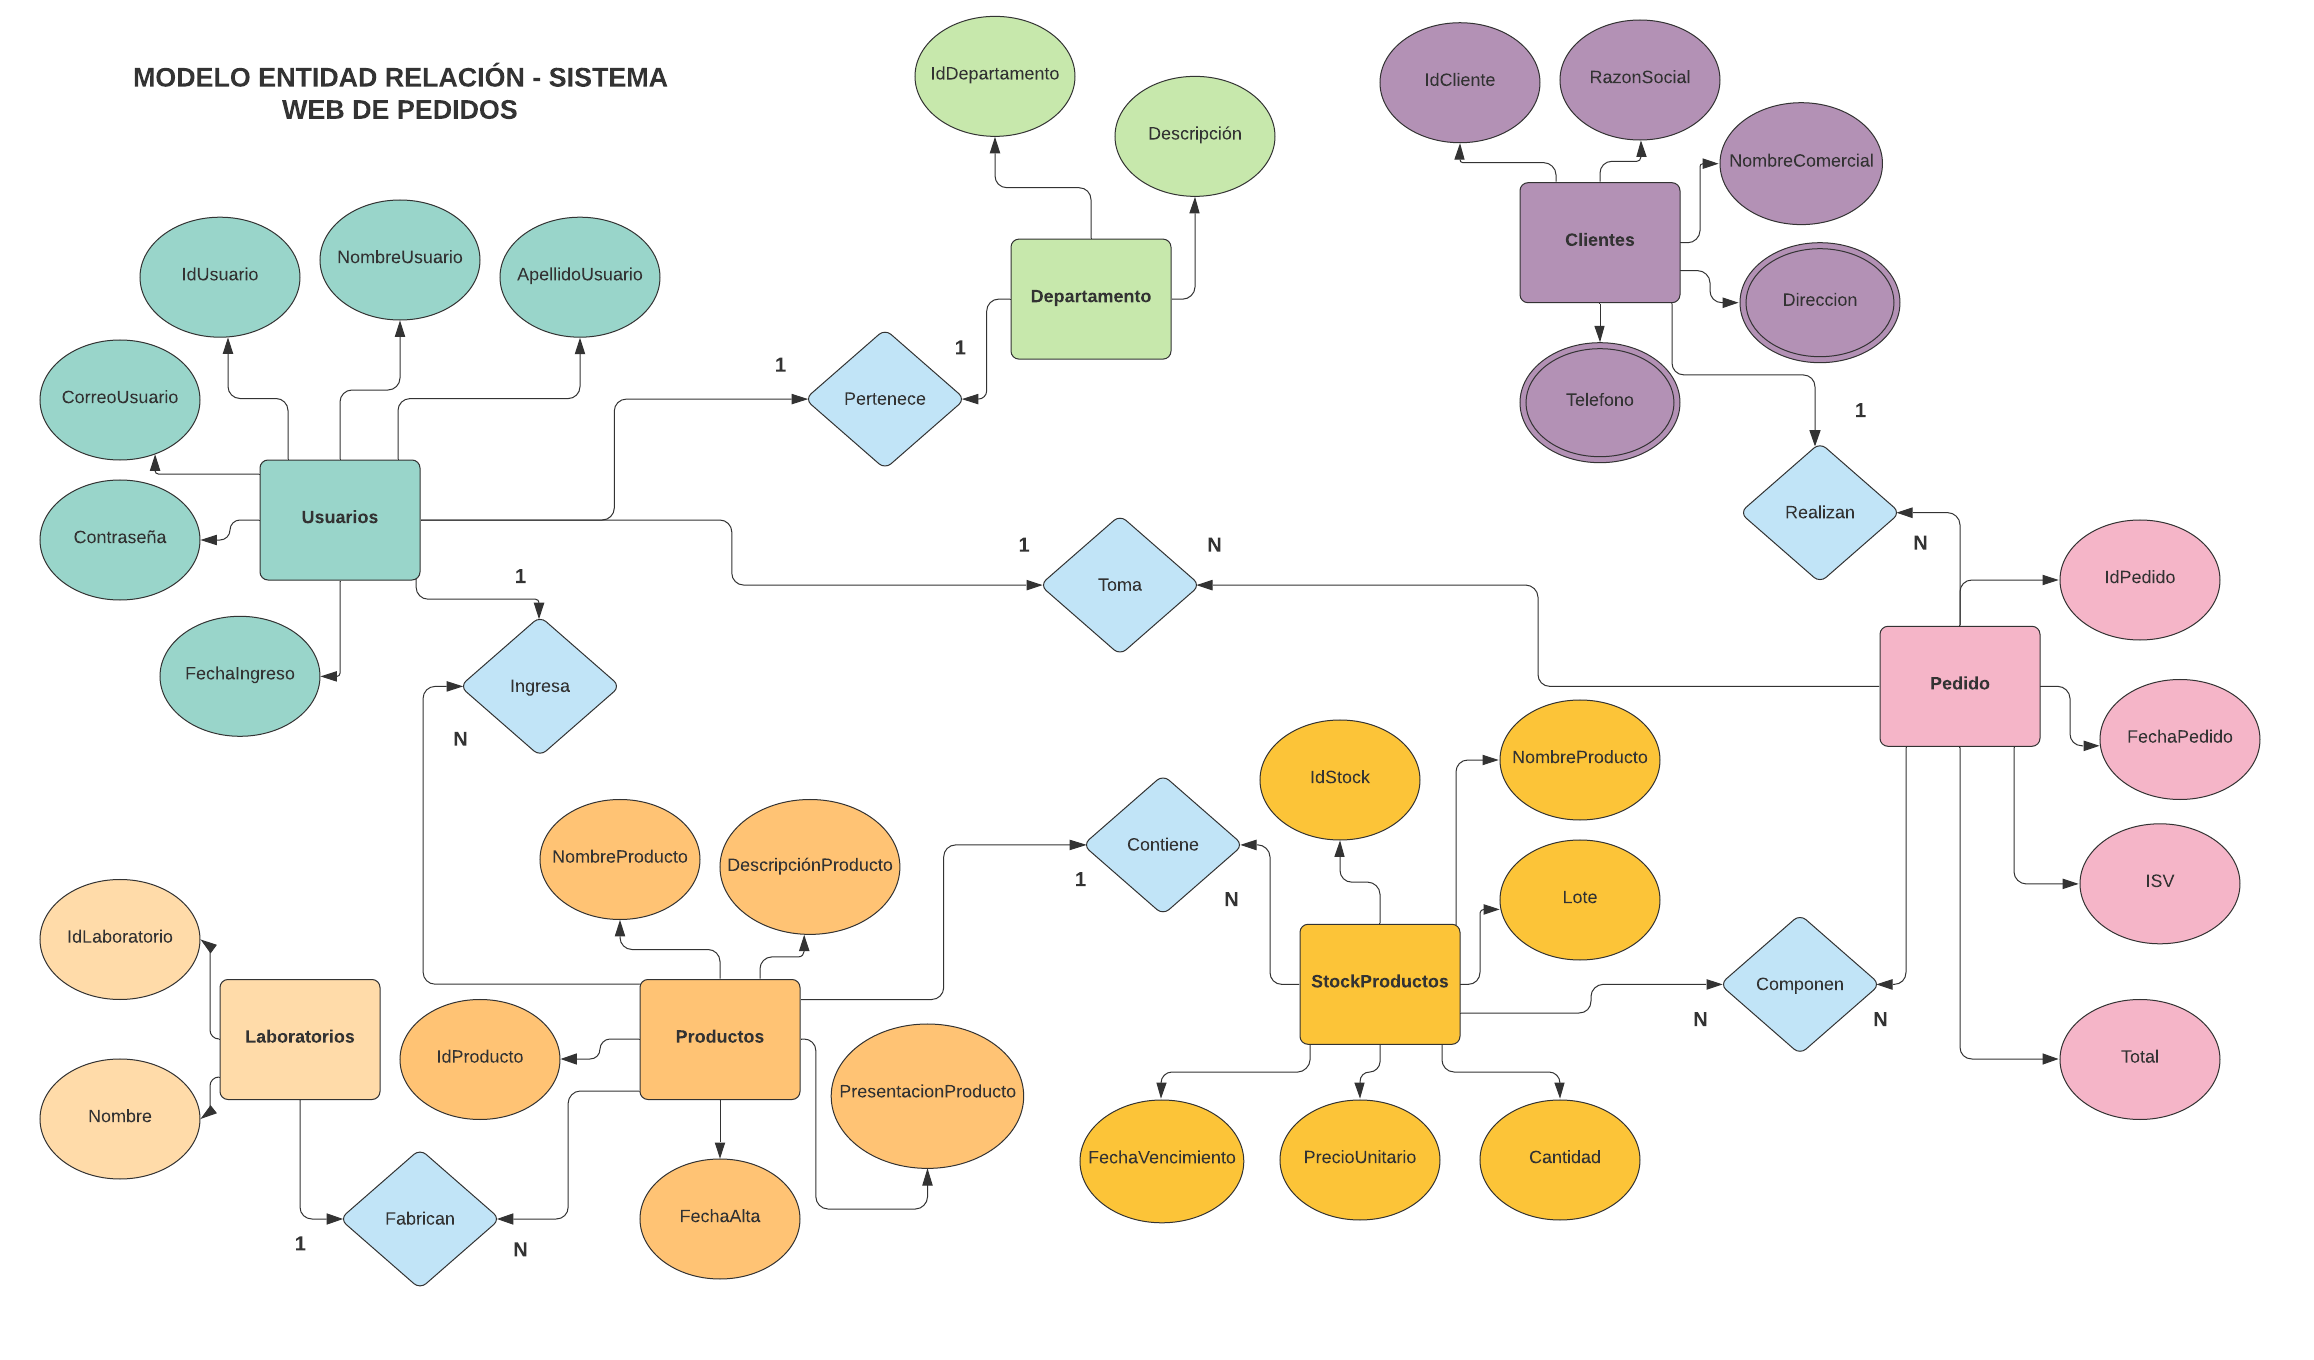 MODELO ENTIDAD RELACIÓN - SISTEMA
WEB DE PEDIDOS
IdDepartamento
Descripción
Departamento
IdCliente
RazonSocial
NombreComercial
Clientes
Direccion
Telefono
IdUsuario
NombreUsuario
ApellidoUsuario
CorreoUsuario
Usuarios
Contraseña
FechaIngreso
1
Pertenece
1
1
Realizan
N
1
Toma
N
1
Ingresa
N
IdPedido
Pedido
FechaPedido
ISV
Total
NombreProducto
DescripciónProducto
Productos
IdProducto
PresentacionProducto
FechaAlta
1
Contiene
N
IdStock
NombreProducto
Lote
StockProductos
FechaVencimiento
PrecioUnitario
Cantidad
N
Componen
N
IdLaboratorio
Laboratorios
Nombre
1
Fabrican
N